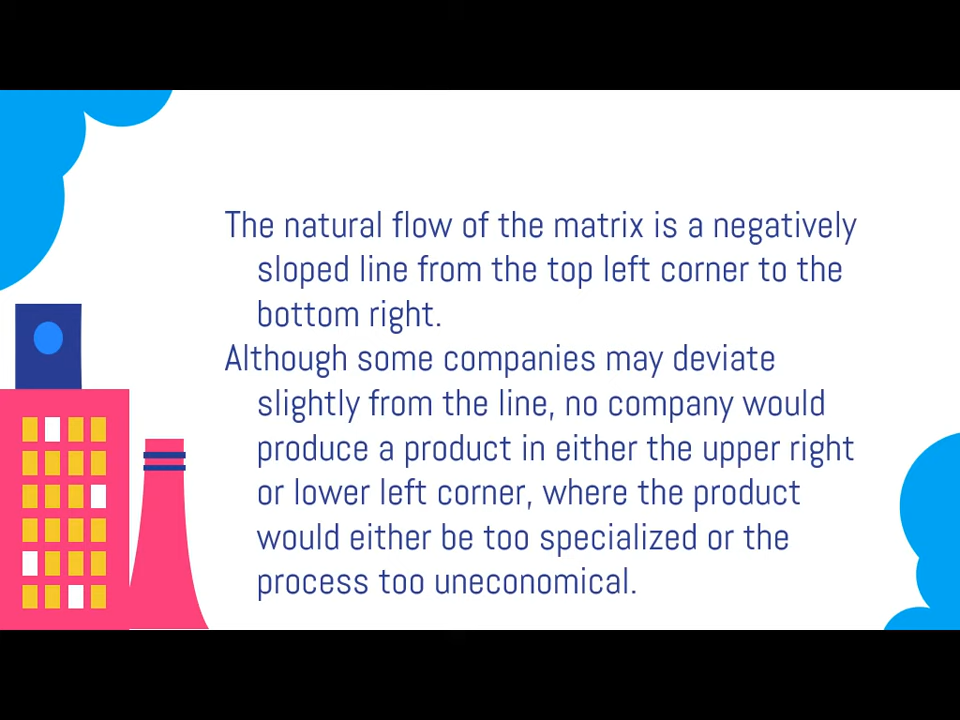 The natural flow of the matrix is a negatively
sloped line from the top left corner to the
bottom right.
Although some companies may deviate
slightly from the line, no company would
produce a product in either the upper right
or lower left corner, where the product
would either be too specialized or the
process too uneconomical.